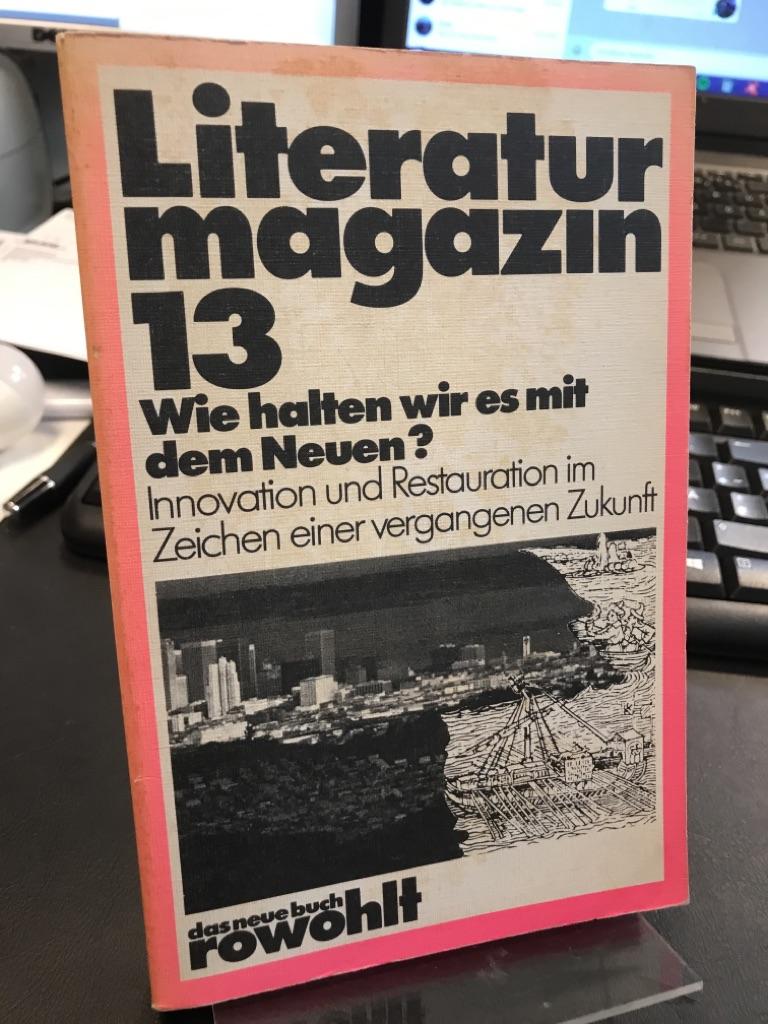 Literatur
magazin
13
Wie halten wir es mit
dem Neuen?
Innovation und Restauration im
Zeichen einer vergangenen Zukunft
das neue buch
rowohlt